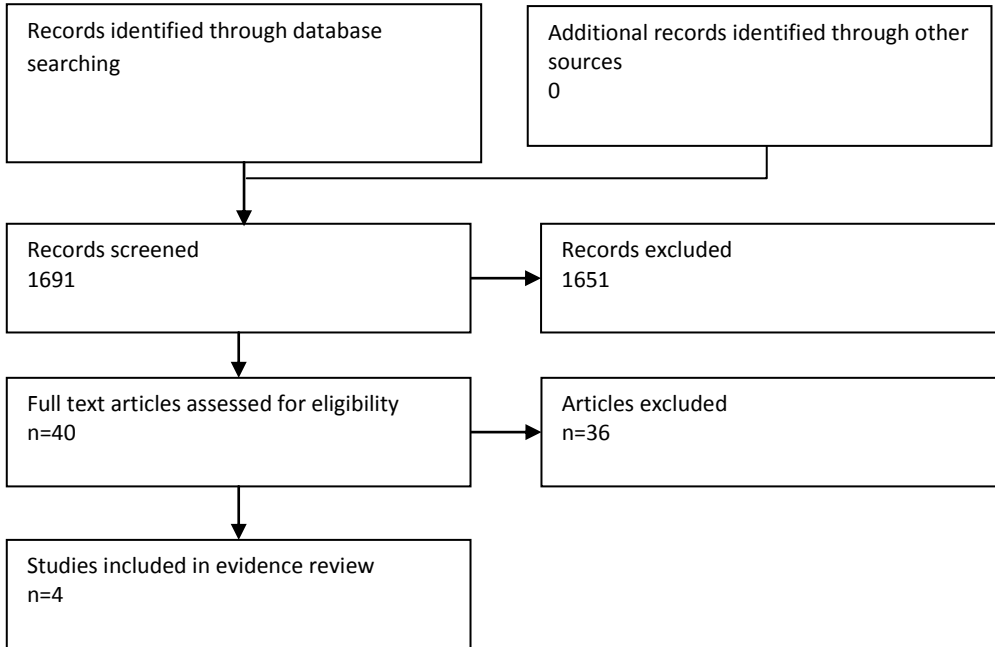 Records identified through database
searching
Additional records identified through other
sources
0
Records screened
1691
Records excluded
1651
Full text articles assessed for eligibility
n=40
Articles excluded
n=36
Studies included in evidence review
n=4